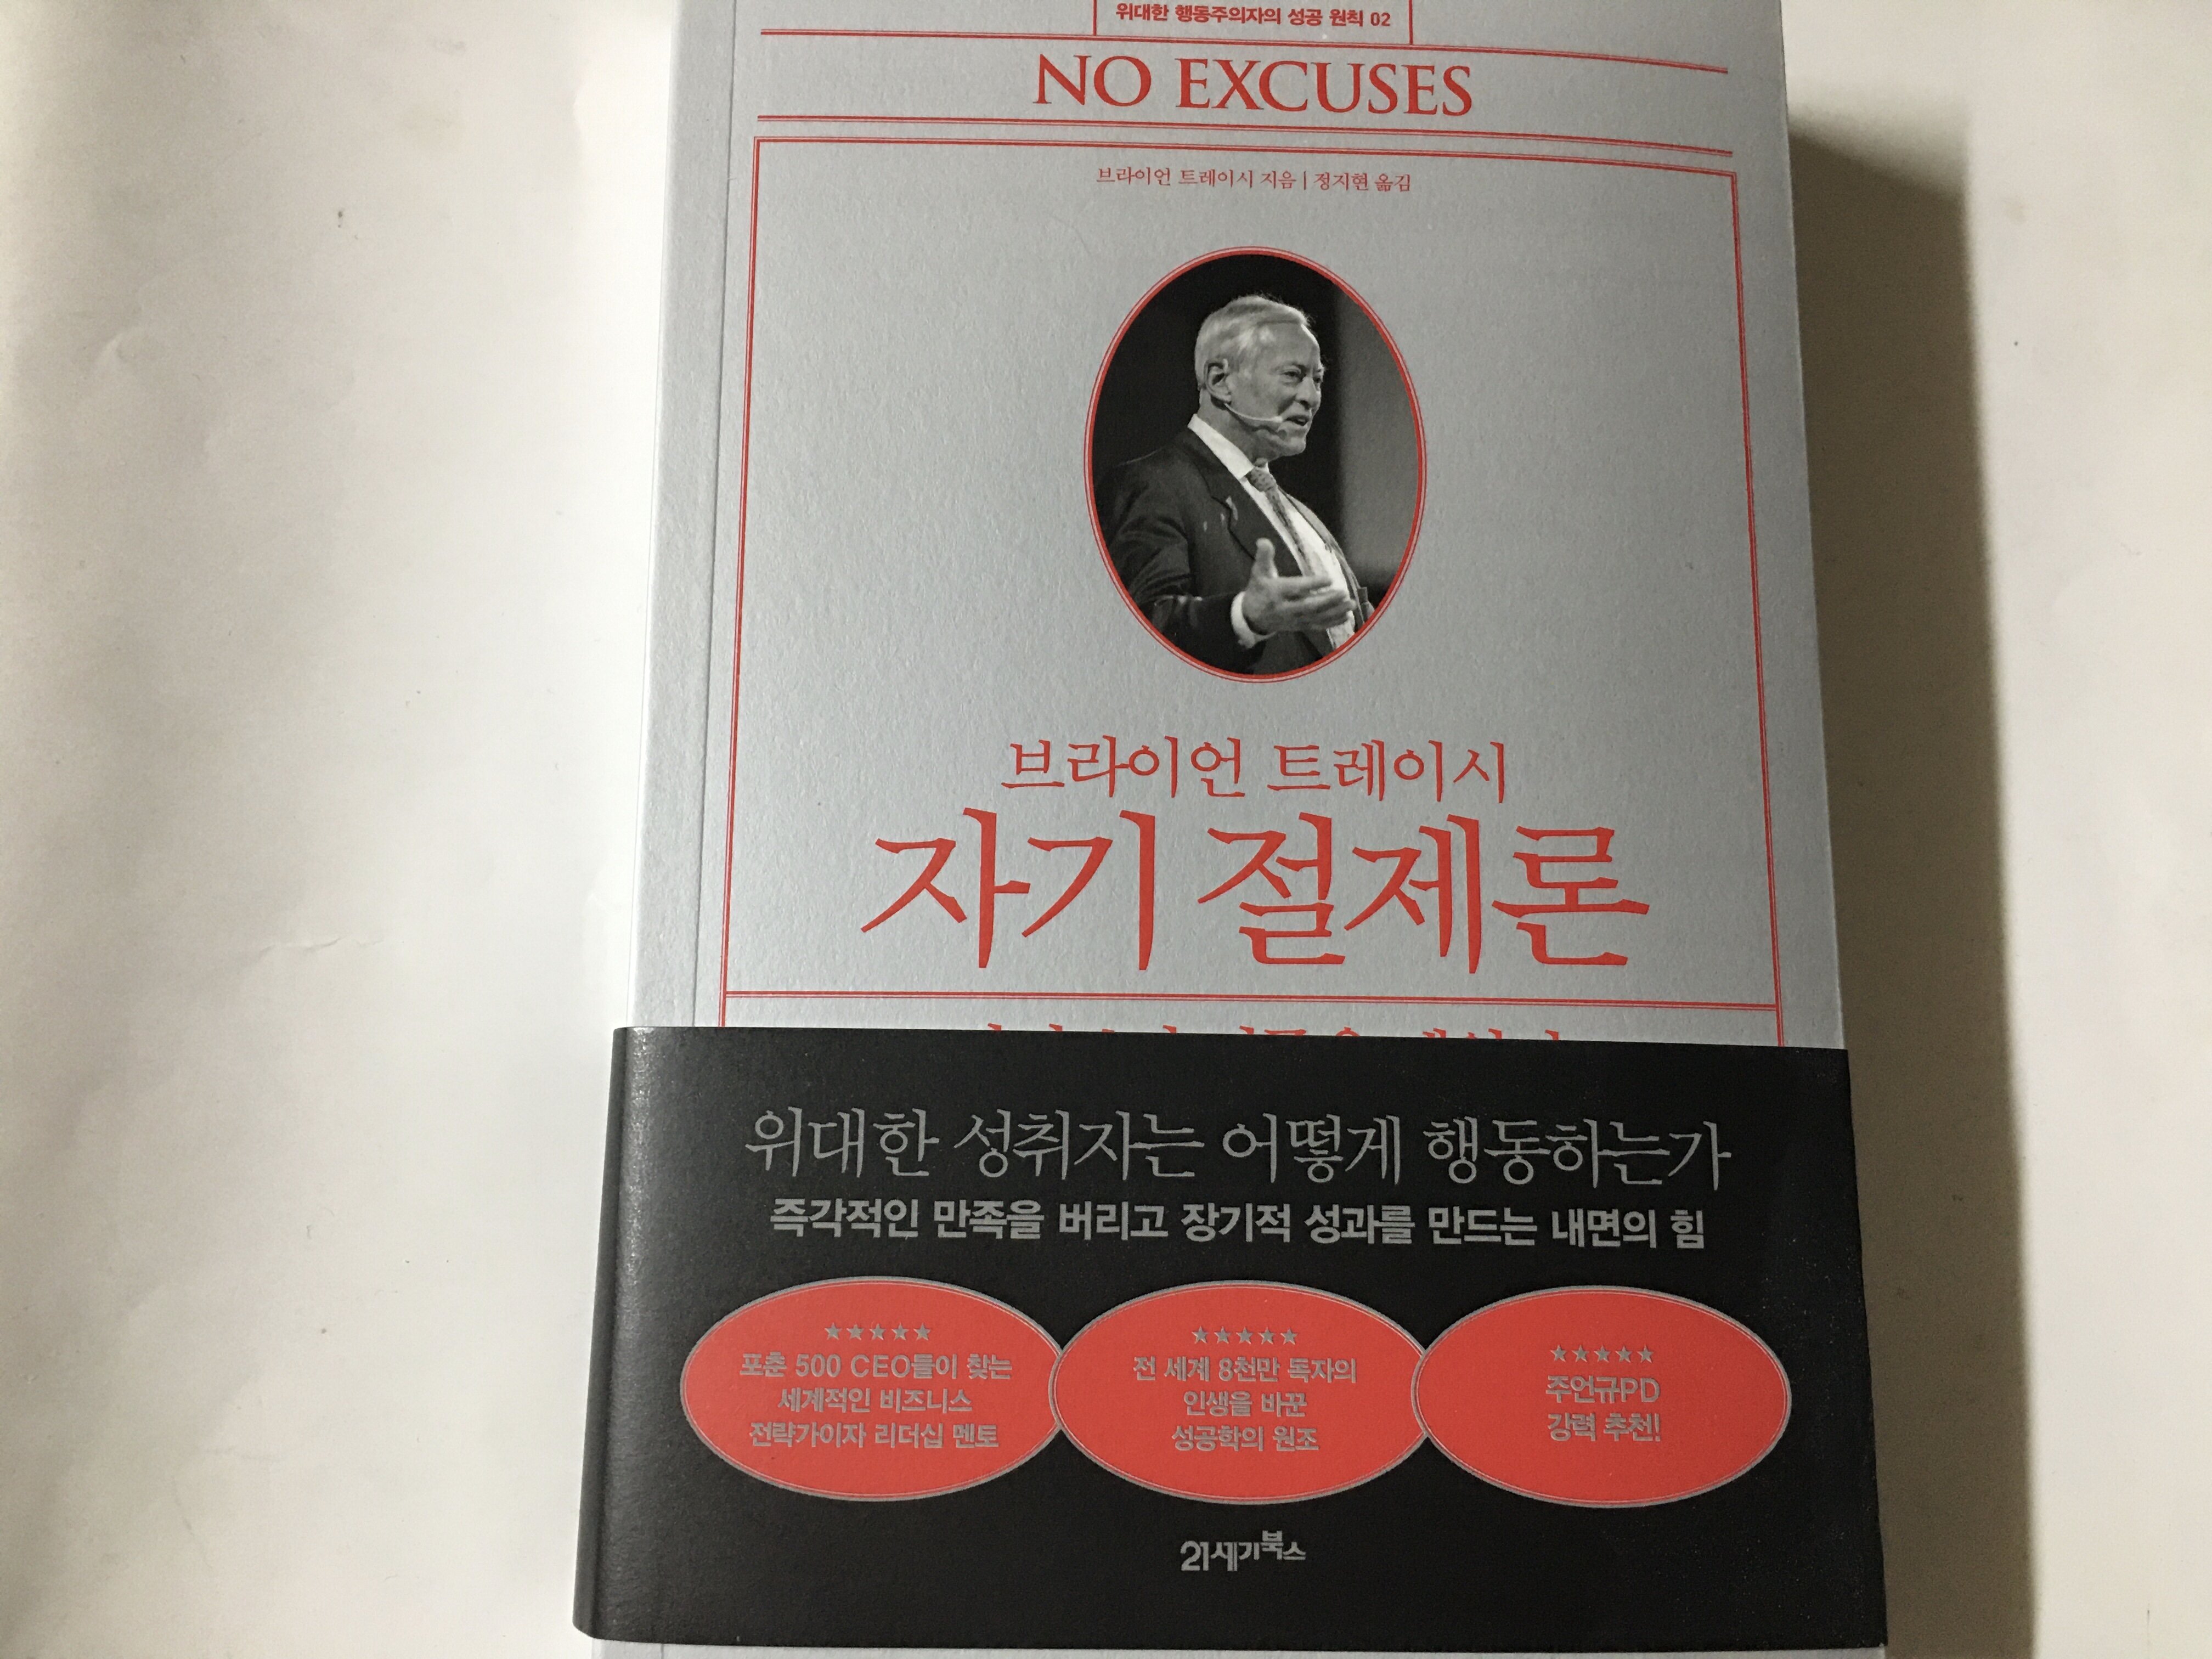 위대한 행동주의자의 성공 원칙 02
NO EXCUSES
브라이언 트레이시 지음 | 정지현 옮김
브라이언 트레이시
자기 절제론
위대한 성취자는 어떻게 행동하는가
즉각적인 만족을 버리고 장기적 성과를 만드는 내면의 힘
★★★★★
포춘 500 CEO들이 찾는
세계적인 비즈니스
전략가이자 리더십 멘토
★★★★★
전 세계 8천만 독자의
인생을 바꾼
성공학의 원조
★★★★★
주언규PD
강력 추천!
21세기북스